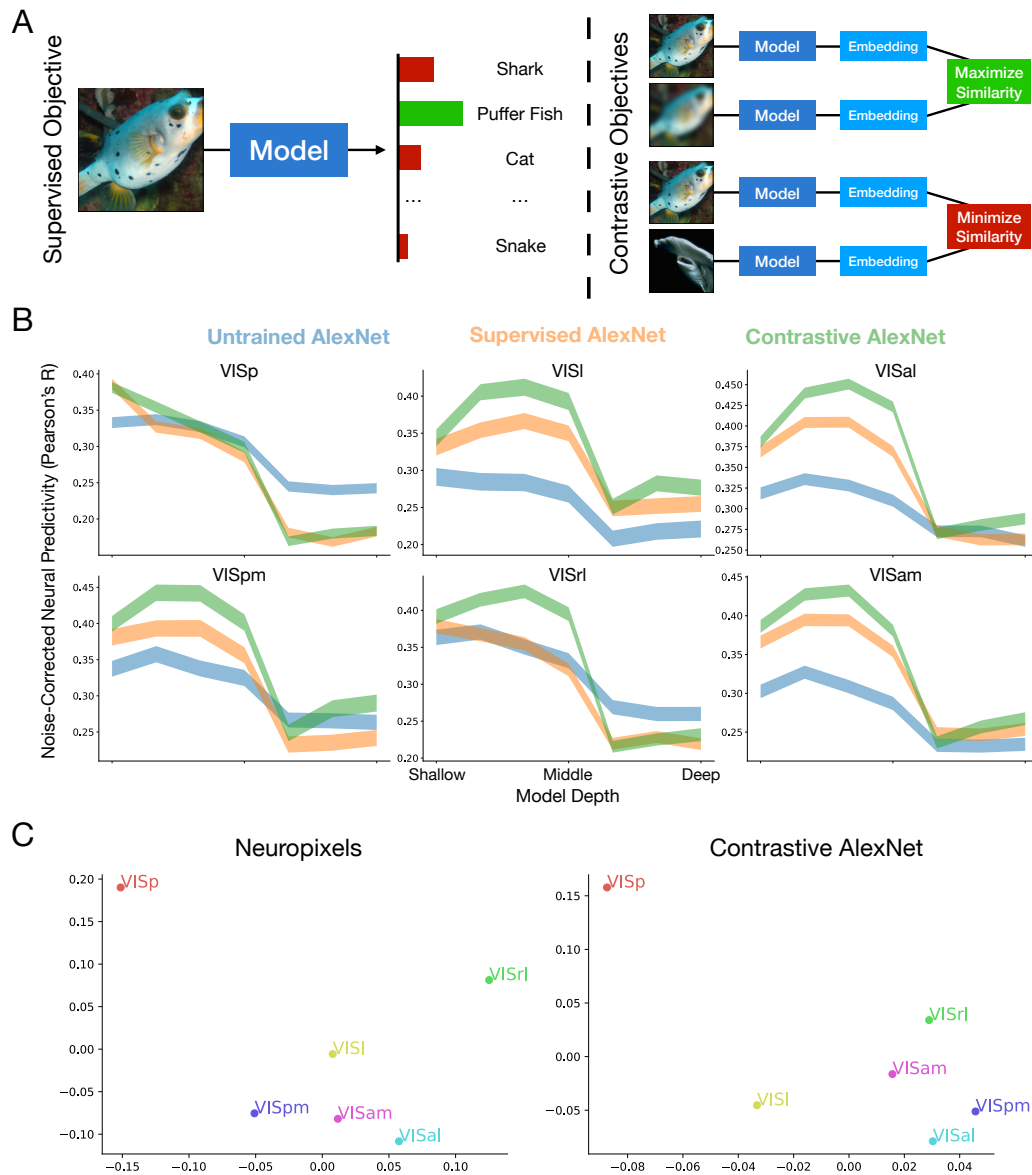 A
Supervised Objective
Model
Shark
Puffer Fish
Cat
...
...
Snake
Contrastive Objectives
Model
Embedding
Model
Embedding
Maximize
Similarity
Model
Embedding
Model
Embedding
Minimize
Similarity
B
Untrained AlexNet
Supervised AlexNet
Contrastive AlexNet
Noise-Corrected Neural Predictivity (Pearson's R)
VISp
0.40
0.35
0.30
0.25
0.20
VISl
0.40
0.35
0.30
0.25
0.20
VISal
0.450
0.425
0.400
0.375
0.350
0.325
0.300
0.275
0.250
VISpm
0.45
0.40
0.35
0.30
0.25
VISrl
0.40
0.35
0.30
0.25
0.20
Shallow
Middle
Deep
Model Depth
VISam
0.45
0.40
0.35
0.30
0.25
C
Neuropixels
0.20
0.15
0.10
0.05
0.00
−0.05
−0.10
VISp
VISrl
VISl
VISpm
VISam
VISal
−0.15
−0.10
−0.05
0.00
0.05
0.10
Contrastive AlexNet
0.15
0.10
0.05
0.00
−0.05
VISp
VISrl
VISam
VISl
VISpm
VISal
−0.08
−0.06
−0.04
−0.02
0.00
0.02
0.04